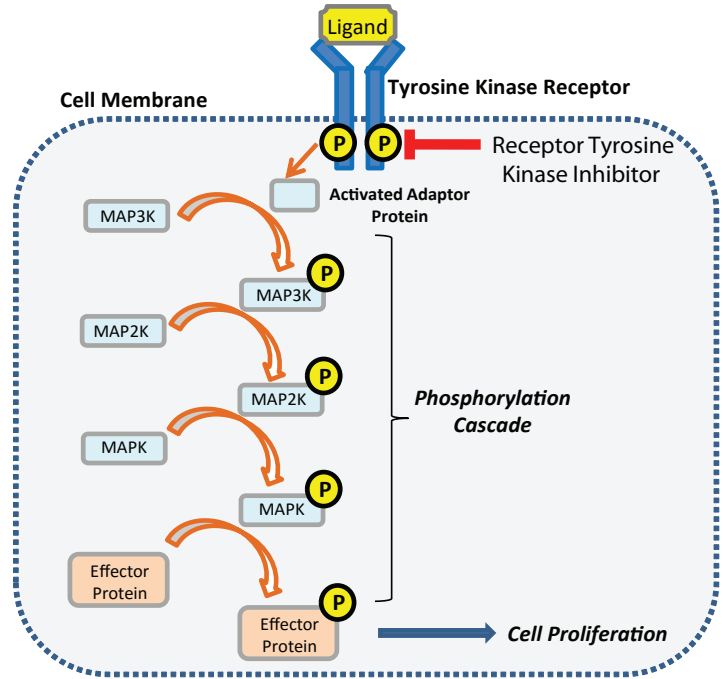 Ligand
Tyrosine Kinase Receptor
Cell Membrane
P
P
Receptor Tyrosine
Kinase Inhibitor
Activated Adaptor
Protein
MAP3K
P
MAP3K
MAP2K
P
MAP2K
Phosphorylation
Cascade
MAPK
P
MAPK
Effector
Protein
P
Effector
Protein
Cell Proliferation